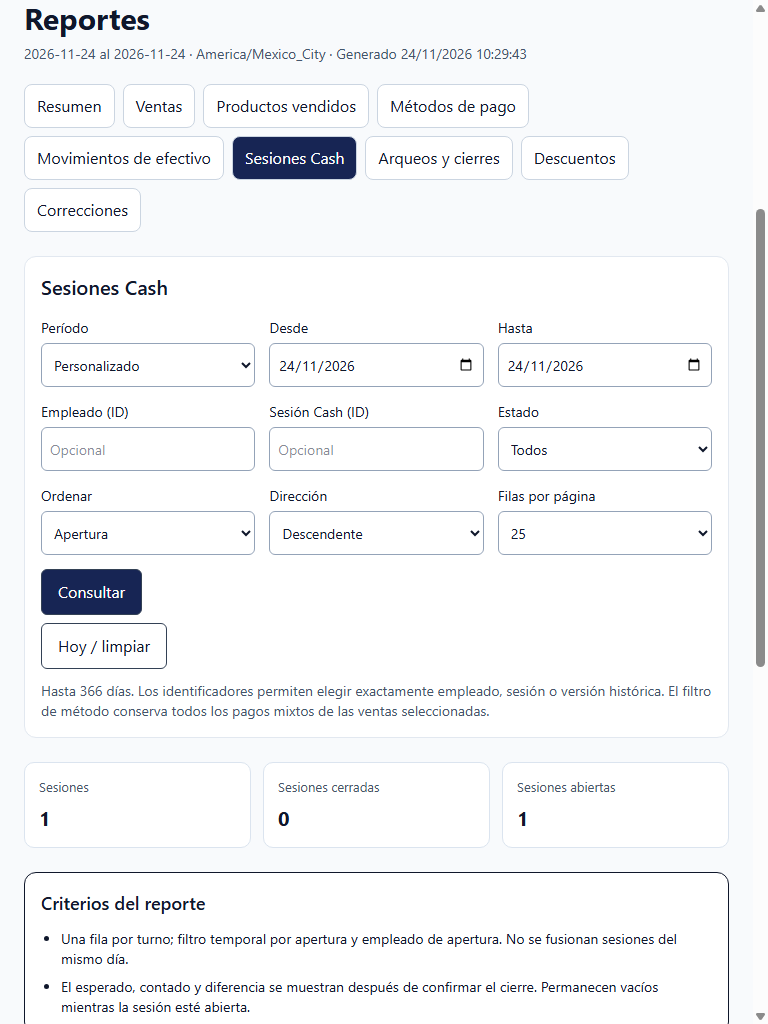 Reportes
2026-11-24 al 2026-11-24 · America/Mexico_City · Generado 24/11/2026 10:29:43
Resumen
Ventas
Productos vendidos
Métodos de pago
Movimientos de efectivo
Sesiones Cash
Arqueos y cierres
Descuentos
Correcciones
Sesiones Cash
Período
Desde
Hasta
Personalizado
24/11/2026
24/11/2026
Empleado (ID)
Sesión Cash (ID)
Estado
Opcional
Opcional
Todos
Ordenar
Dirección
Filas por página
Apertura
Descendente
25
Consultar
Hoy / limpiar
Hasta 366 días. Los identificadores permiten elegir exactamente empleado, sesión o versión histórica. El filtro
de método conserva todos los pagos mixtos de las ventas seleccionadas.
Sesiones
1
Sesiones cerradas
0
Sesiones abiertas
1
Criterios del reporte
• Una fila por turno; filtro temporal por apertura y empleado de apertura. No se fusionan sesiones del
mismo día.
• El esperado, contado y diferencia se muestran después de confirmar el cierre. Permanecen vacíos
mientras la sesión esté abierta.